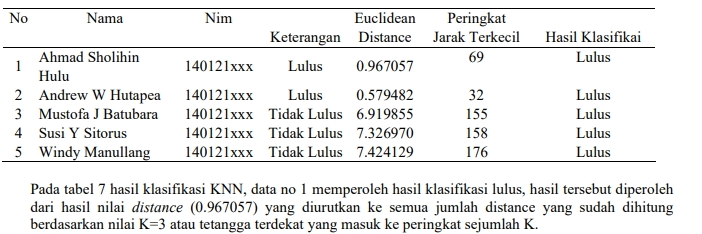 No Nama Nim Keterangan Euclidean Distance Peringkat Jarak Terkecil Hasil Klasifikai
1 Ahmad Sholihin Hulu 140121xxx Lulus 0.967057 69 Lulus
2 Andrew W Hutapea 140121xxx Lulus 0.579482 32 Lulus
3 Mustofa J Batubara 140121xxx Tidak Lulus 6.919855 155 Lulus
4 Susi Y Sitorus 140121xxx Tidak Lulus 7.326970 158 Lulus
5 Windy Manullang 140121xxx Tidak Lulus 7.424129 176 Lulus
Pada tabel 7 hasil klasifikasi KNN, data no 1 memperoleh hasil klasifikasi lulus, hasil tersebut diperoleh
dari hasil nilai distance (0.967057) yang diurutkan ke semua jumlah distance yang sudah dihitung
berdasarkan nilai K=3 atau tetangga terdekat yang masuk ke peringkat sejumlah K.